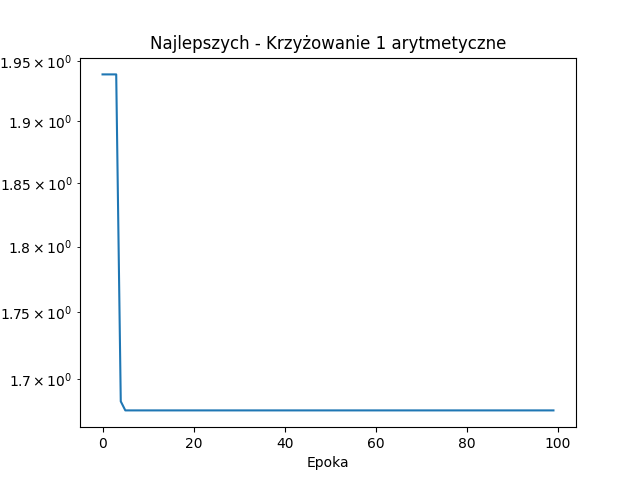 Najlepszych - Krzyżowanie 1 arytmetyczne
1.95 × 10⁰
1.9 × 10⁰
1.85 × 10⁰
1.8 × 10⁰
1.75 × 10⁰
1.7 × 10⁰
0 20 40 60 80 100
Epoka